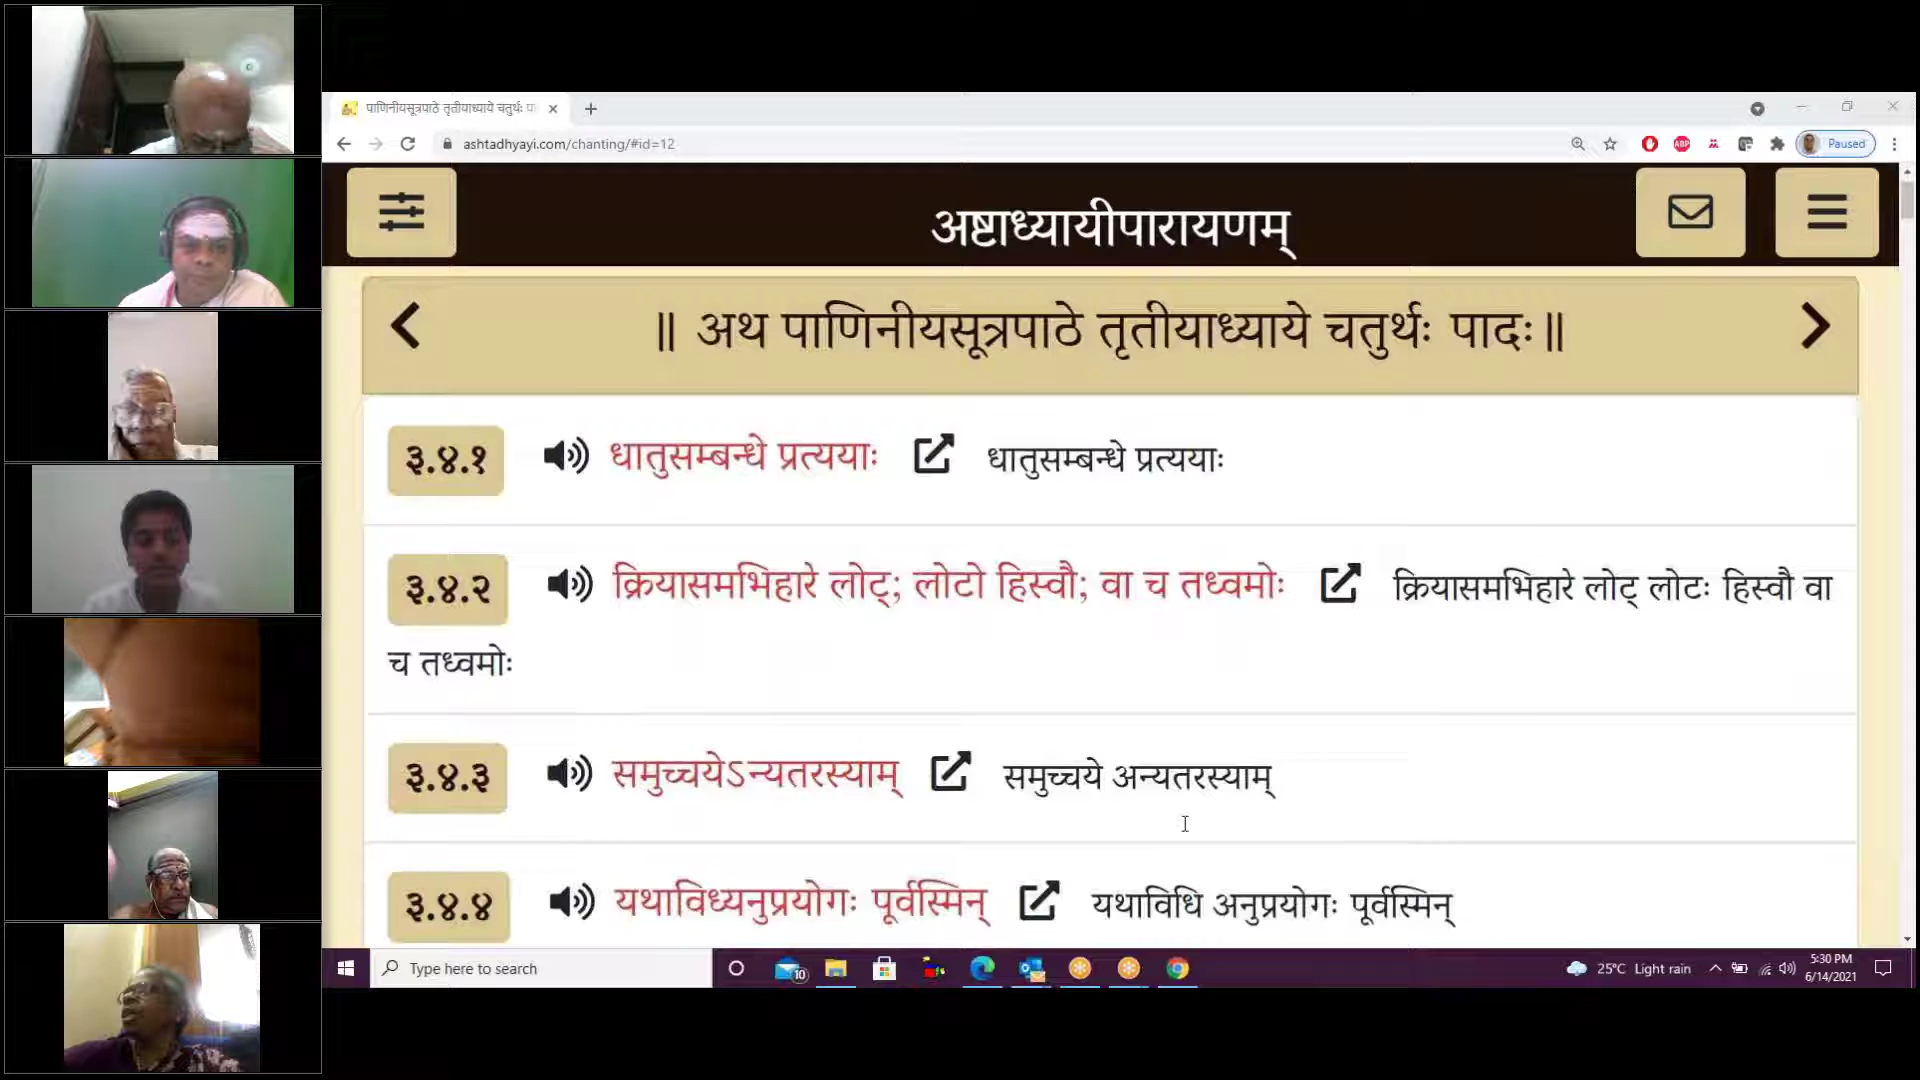 पाणिनीयसूत्रपाठे तृतीयाध्याये चतुर्थः
ashtadhyayi.com/chanting/#id=12
ABP
Paused
अष्टाध्यायीपारायणम्
॥ अथ पाणिनीयसूत्रपाठे तृतीयाध्याये चतुर्थः पादः॥
३.४.१ धातुसम्बन्धे प्रत्ययाः धातुसम्बन्धे प्रत्ययाः
३.४.२ क्रियासमभिहारे लोट्; लोटो हिस्वौ; वा च तध्वमोः क्रियासमभिहारे लोट् लोटः हिस्वौ वा
च तध्वमोः
३.४.३ समुच्चयेऽन्यतरस्याम् समुच्चये अन्यतरस्याम्
३.४.४ यथाविध्यनुप्रयोगः पूर्वस्मिन् यथाविधि अनुप्रयोगः पूर्वस्मिन्
Type here to search
10
25°C Light rain
5:30 PM
6/14/2021